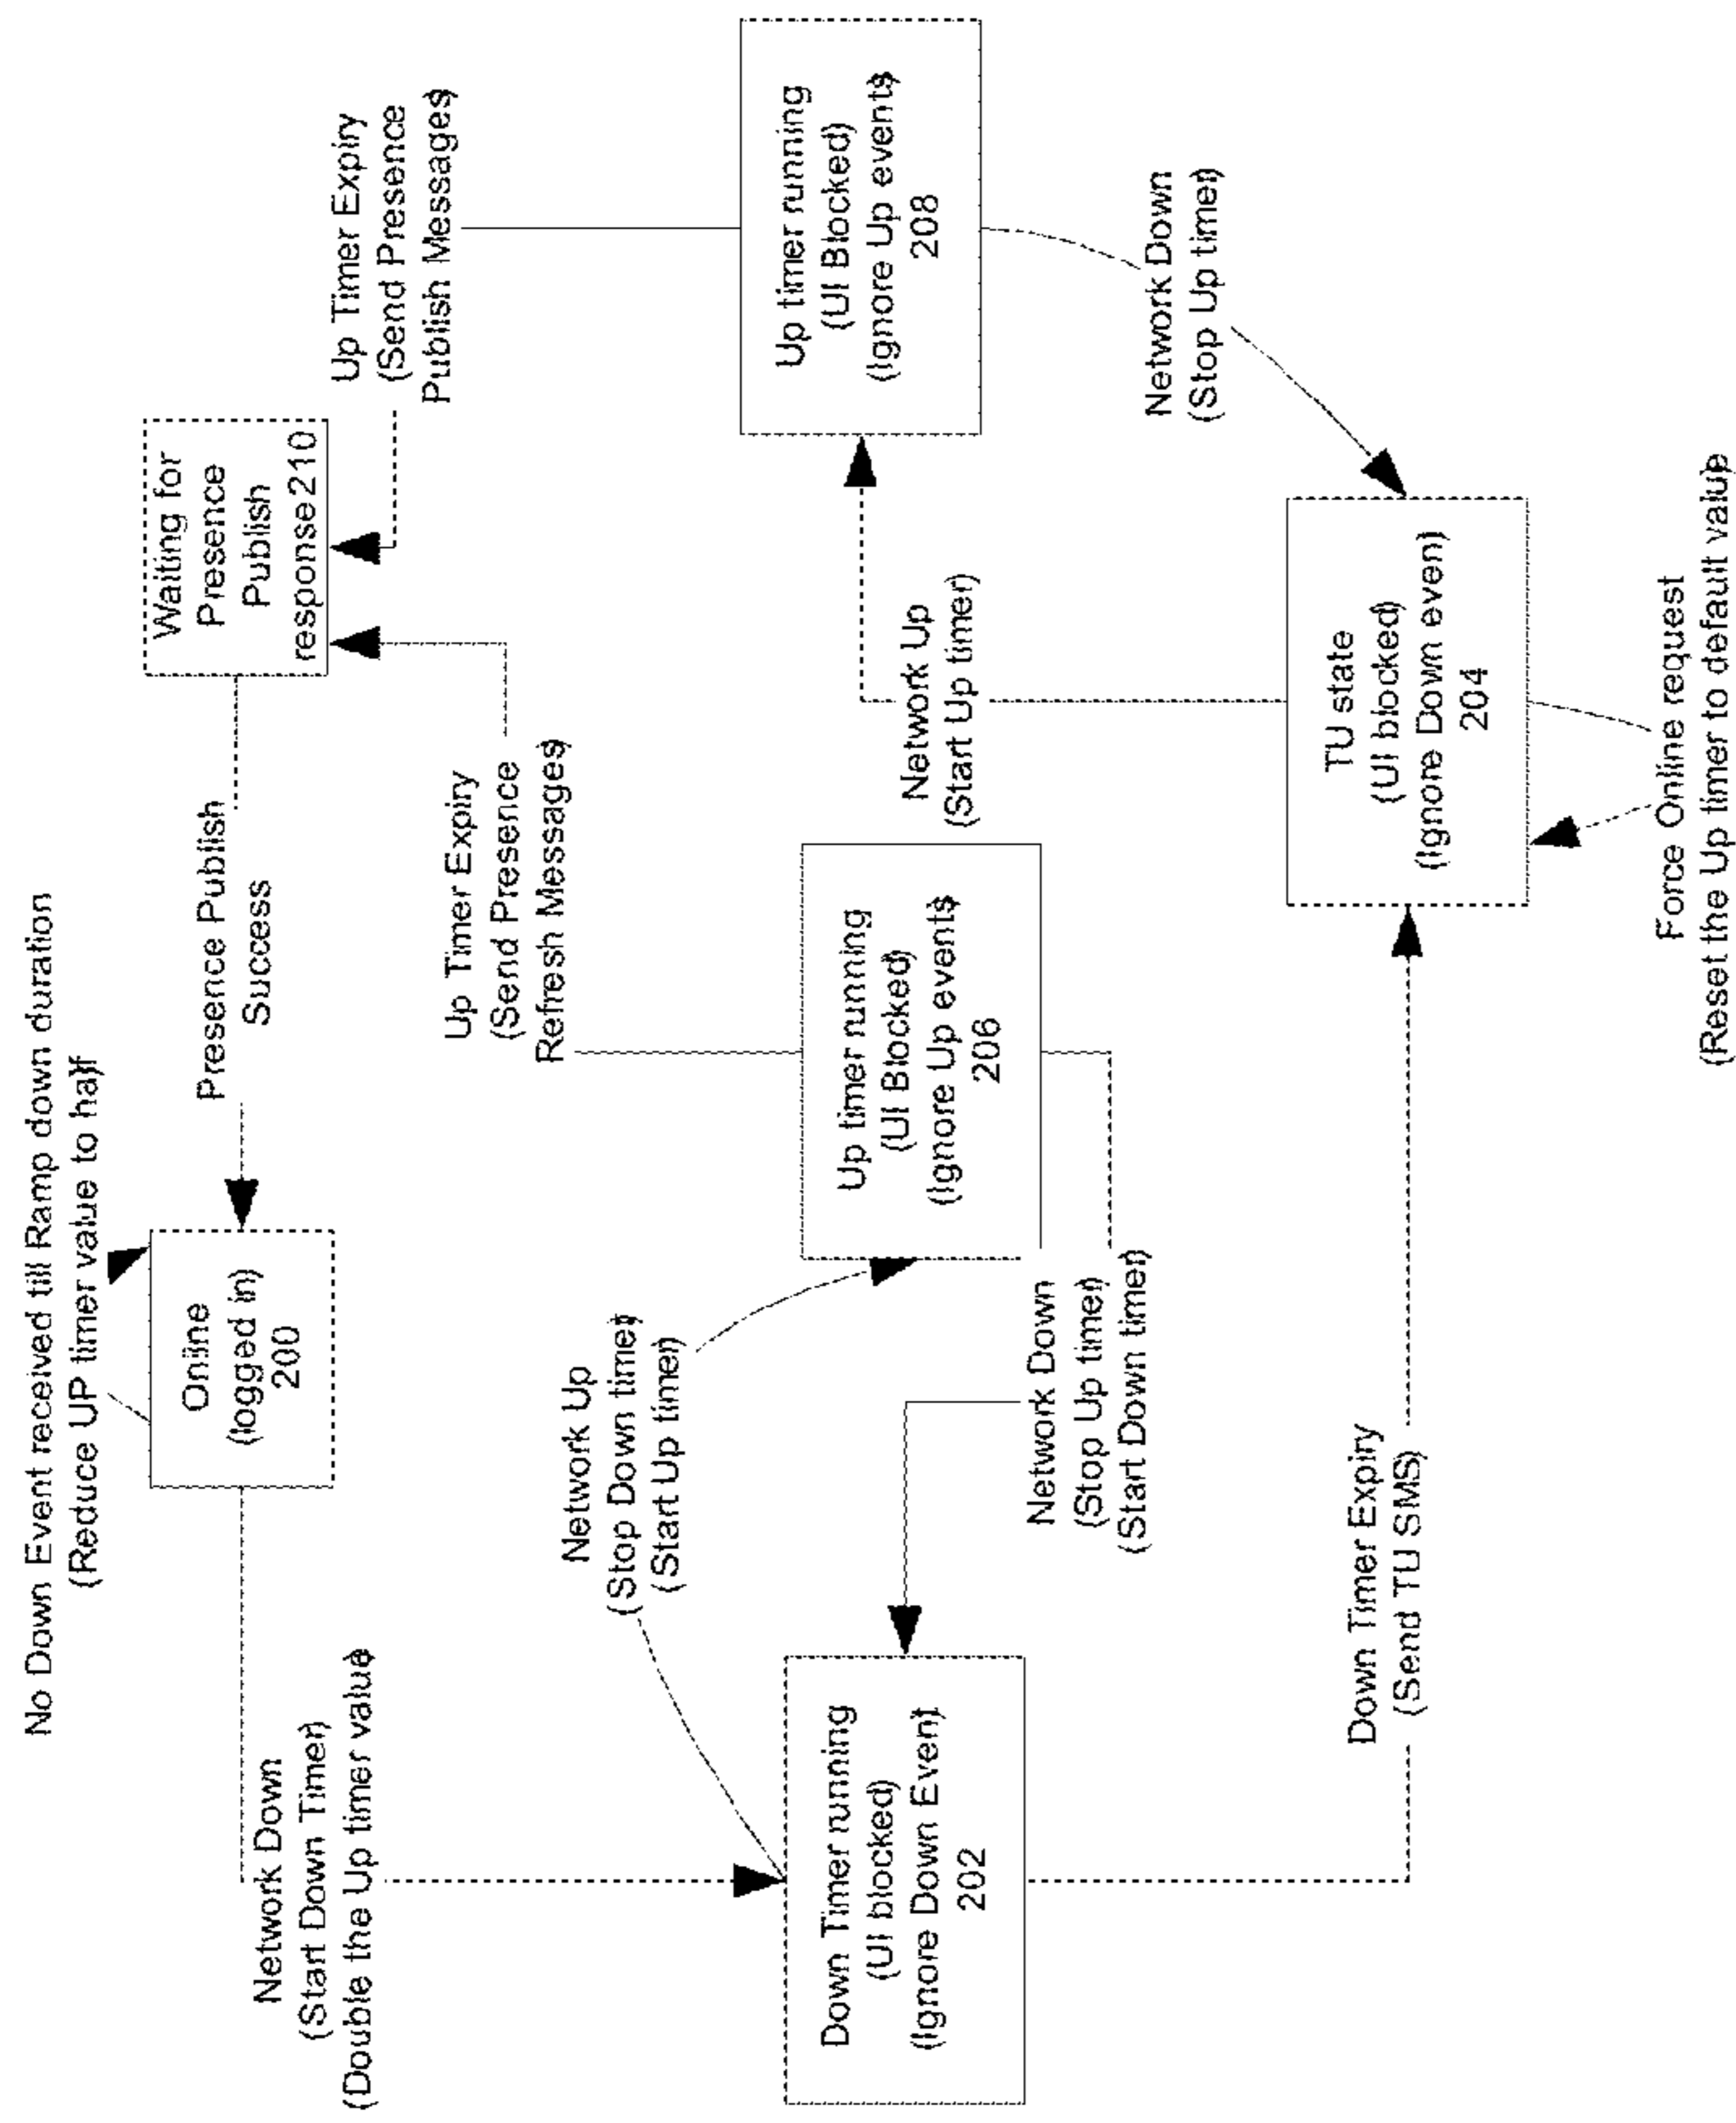 No Down Event received till Ramp down duration
(Reduce UP timer value to half)
Online
(logged in)
200
Presence Publish
Success
Waiting for
Presence
Publish
response210
Up Timer Expiry
(Send Presence
Publish Messages)
Network Down
(Start Down Timer)
(Double the Up timer value)
Up Timer Expiry
(Send Presence
Refresh Messages)
Network Up
(Stop Down timer)
(Start Up timer)
Down Timer running
(UI blocked)
(Ignore Down Even)
202
Up timer running
(UI Blocked)
(Ignore Up events)
206
Up timer running
(UI Blocked)
(Ignore Up events)
208
Network Up
(Start Up timer)
Network Down
(Stop Up timer)
(Start Down timer)
Network Down
(Stop Up timer)
Down Timer Expiry
(Send TU SMS)
TU state
(UI blocked)
(Ignore Down even)
204
Force Online request
(Reset the Up timer to default value)